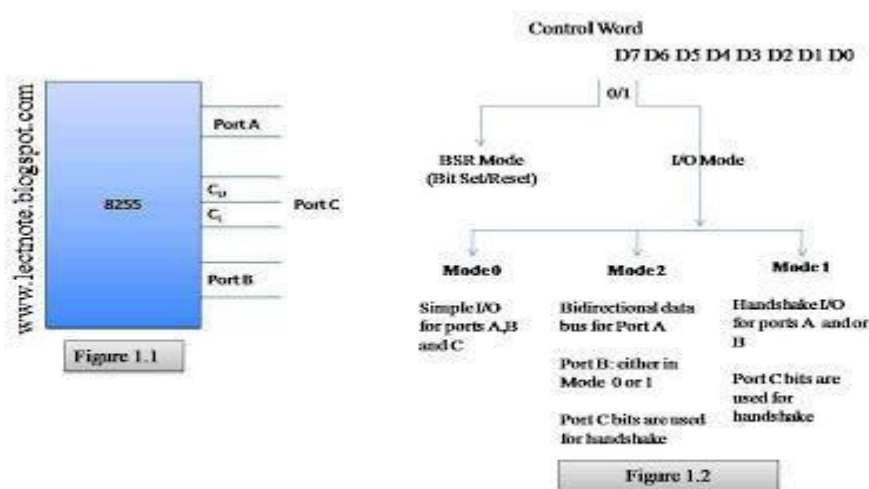 www.lectnote.blogspot.com
8255
Port A
Cu
CL
Port C
Port B
Figure 1.1
Control Word
D7 D6 D5 D4 D3 D2 D1 D0
0/1
BSR Mode
(Bit Set/Reset)
I/O Mode
Mode 0
Simple I/O
for ports A,B
and C
Mode 2
Bidirectional data
bus for Port A
Port B: either in
Mode 0 or 1
Port C bits are used
for handshake
Mode 1
Handshake I/O
for ports A and or
B
Port C bits are
used for
handshake
Figure 1.2